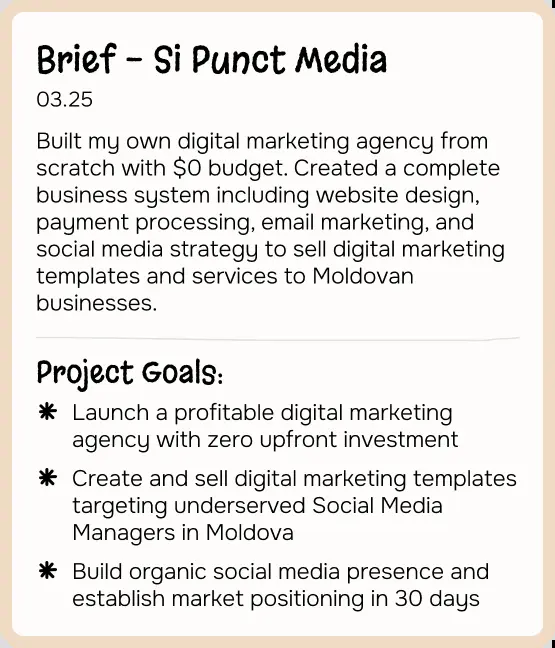 Brief - Si Punct Media
03.25
Built my own digital marketing agency from
scratch with $0 budget. Created a complete
business system including website design,
payment processing, email marketing, and
social media strategy to sell digital marketing
templates and services to Moldovan
businesses.
Project Goals:
Launch a profitable digital marketing
agency with zero upfront investment
Create and sell digital marketing templates
targeting underserved Social Media
Managers in Moldova
Build organic social media presence and
establish market positioning in 30 days